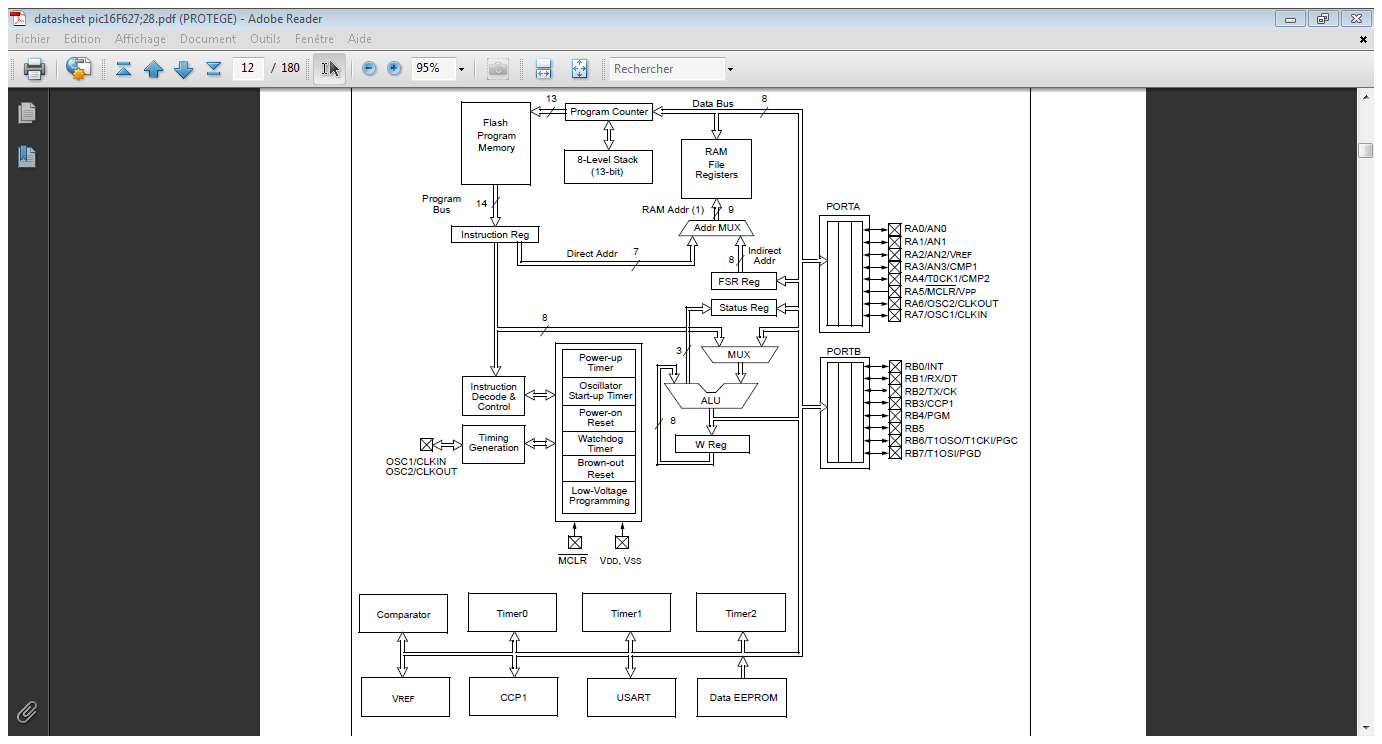 datasheet pic16F627;28.pdf (PROTEGE) - Adobe Reader
Fichier Edition Affichage Document Outils Fenêtre Aide
12 / 180 95% Rechercher
13
Program Counter
Data Bus
8
Flash
Program
Memory
8-Level Stack
(13-bit)
RAM
File
Registers
Program
Bus
14
RAM Addr (1)
9
Addr MUX
Instruction Reg
Direct Addr
7
8
Indirect
Addr
FSR Reg
Status Reg
8
3
MUX
ALU
8
W Reg
Power-up
Timer
Oscillator
Start-up Timer
Power-on
Reset
Watchdog
Timer
Brown-out
Reset
Low-Voltage
Programming
Instruction
Decode &
Control
Timing
Generation
OSC1/CLKIN
OSC2/CLKOUT
MCLR
VDD, VSS
PORTA
RA0/AN0
RA1/AN1
RA2/AN2/VREF
RA3/AN3/CMP1
RA4/T0CK1/CMP2
RA5/MCLR/VPP
RA6/OSC2/CLKOUT
RA7/OSC1/CLKIN
PORTB
RB0/INT
RB1/RX/DT
RB2/TX/CK
RB3/CCP1
RB4/PGM
RB5
RB6/T1OSO/T1CKI/PGC
RB7/T1OSI/PGD
Comparator
Timer0
Timer1
Timer2
VREF
CCP1
USART
Data EEPROM